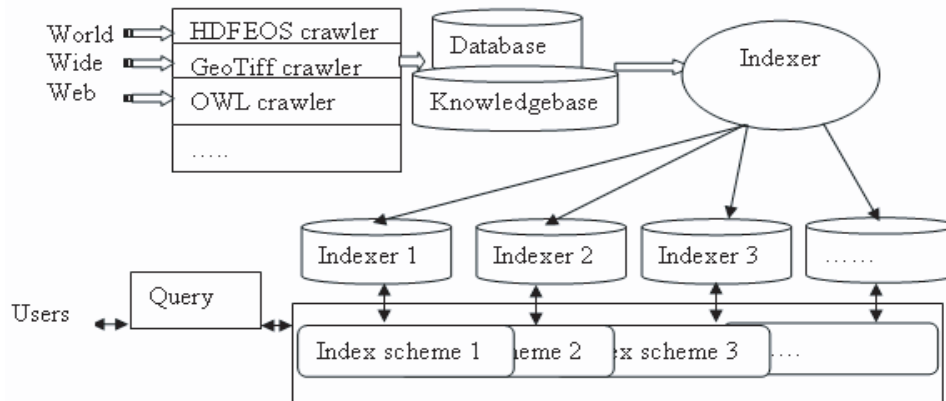 World
Wide
Web
HDFEOS crawler
GeoTiff crawler
OWL crawler
.....
Database
Knowledgebase
Indexer
Indexer 1
Indexer 2
Indexer 3
......
Users
Query
Index scheme 1
heme 2
ex scheme 3
....